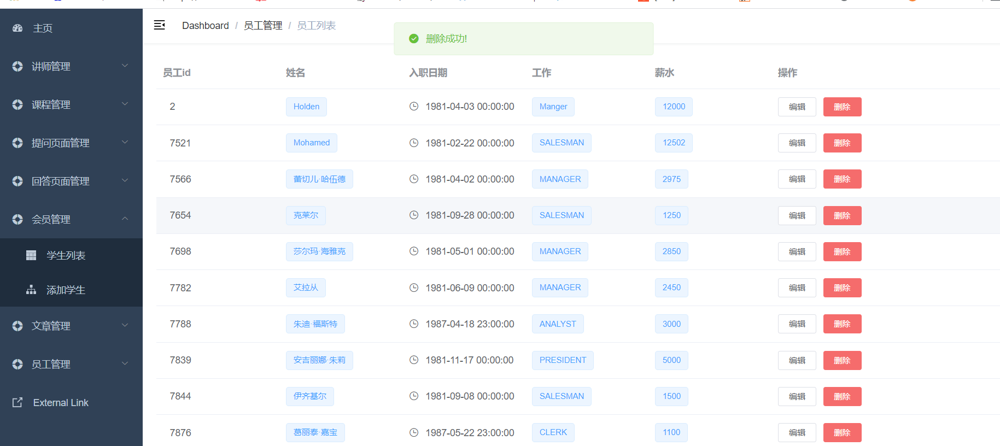 主页
讲师管理
课程管理
提问页面管理
回答页面管理
会员管理
学生列表
添加学生
文章管理
员工管理
External Link
Dashboard / 员工管理 / 员工列表
删除成功!
员工id 姓名 入职日期 工作 薪水 操作
2 Holden 1981-04-03 00:00:00 Manger 12000 编辑 删除
7521 Mohamed 1981-02-22 00:00:00 SALESMAN 12502 编辑 删除
7566 蕾切儿·哈伍德 1981-04-02 00:00:00 MANAGER 2975 编辑 删除
7654 克莱尔 1981-09-28 00:00:00 SALESMAN 1250 编辑 删除
7698 莎尔玛·海雅克 1981-05-01 00:00:00 MANAGER 2850 编辑 删除
7782 艾拉从 1981-06-09 00:00:00 MANAGER 2450 编辑 删除
7788 朱迪·福斯特 1987-04-18 23:00:00 ANALYST 3000 编辑 删除
7839 安吉丽娜·朱莉 1981-11-17 00:00:00 PRESIDENT 5000 编辑 删除
7844 伊齐基尔 1981-09-08 00:00:00 SALESMAN 1500 编辑 删除
7876 葛丽泰·嘉宝 1987-05-22 23:00:00 CLERK 1100 编辑 删除